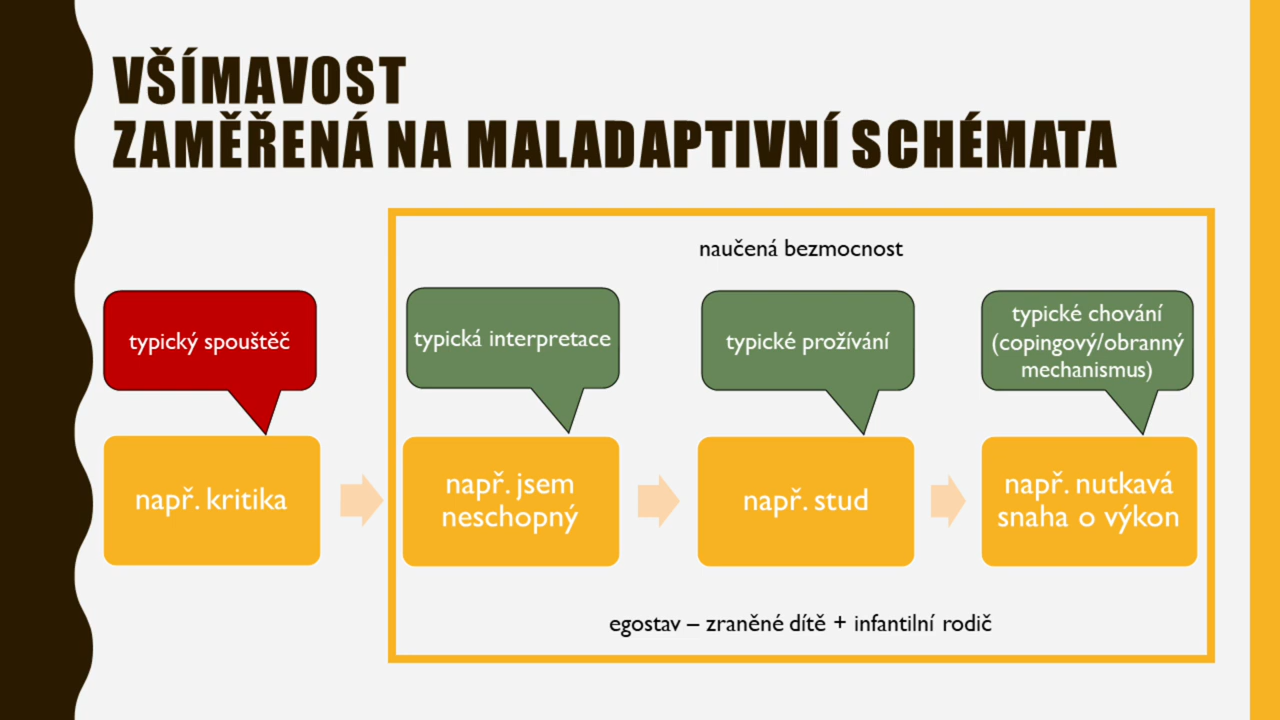 VŠÍMAVOST
ZAMĚŘENÁ NA MALADAPTIVNÍ SCHÉMATA
naučená bezmocnost
typický spouštěč
typická interpretace
typické prožívání
typické chování
(copingový/obranný
mechanismus)
např. kritika
např. jsem
neschopný
např. stud
např. nutkavá
snaha o výkon
egostav – zraněné dítě + infantilní rodič